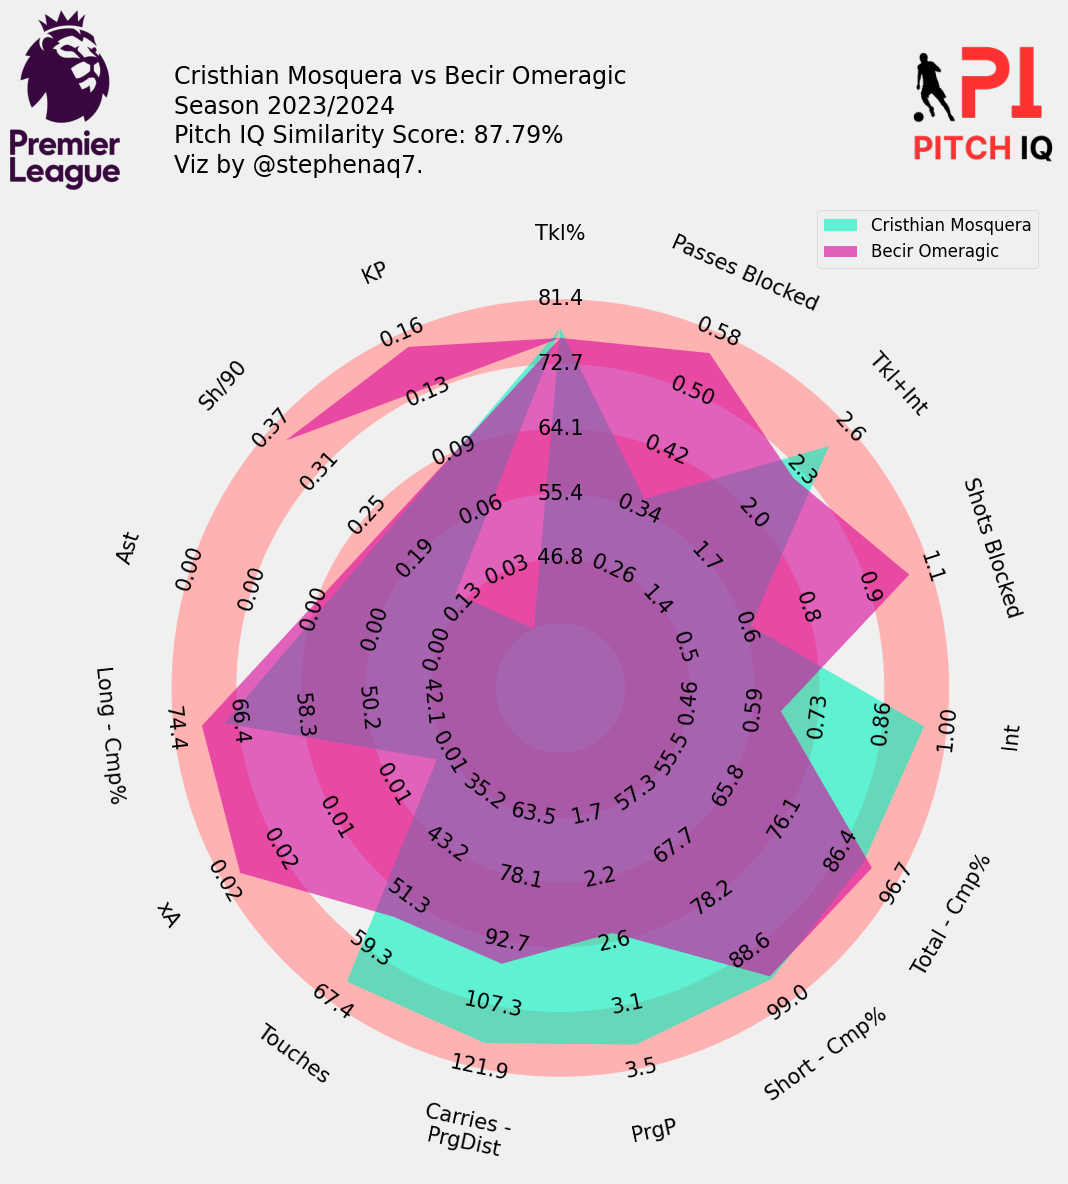 Cristhian Mosquera vs Becir Omeragic
Season 2023/2024
Pitch IQ Similarity Score: 87.79%
Viz by @stephenaq7.
Premier
League
PI
PITCH IQ
Cristhian Mosquera
Becir Omeragic
Tkl%
81.4
72.7
64.1
55.4
46.8
Passes Blocked
0.58
0.50
0.42
0.34
0.26
Tkl+Int
2.6
2.3
2.0
1.7
1.4
Shots Blocked
1.1
0.9
0.8
0.6
0.5
Int
1.00
0.86
0.73
0.59
0.46
Total - Cmp%
96.7
86.4
76.1
65.8
55.5
Short - Cmp%
99.0
88.6
78.2
67.7
57.3
PrgP
3.5
3.1
2.6
2.2
1.7
Carries -
PrgDist
121.9
107.3
92.7
78.1
63.5
Touches
67.4
59.3
51.3
43.2
35.2
xA
0.02
0.02
0.01
0.01
0.01
Long - Cmp%
74.4
66.4
58.3
50.2
42.1
Ast
0.00
0.00
0.00
0.00
0.00
Sh/90
0.37
0.31
0.25
0.19
0.13
KP
0.16
0.13
0.09
0.06
0.03